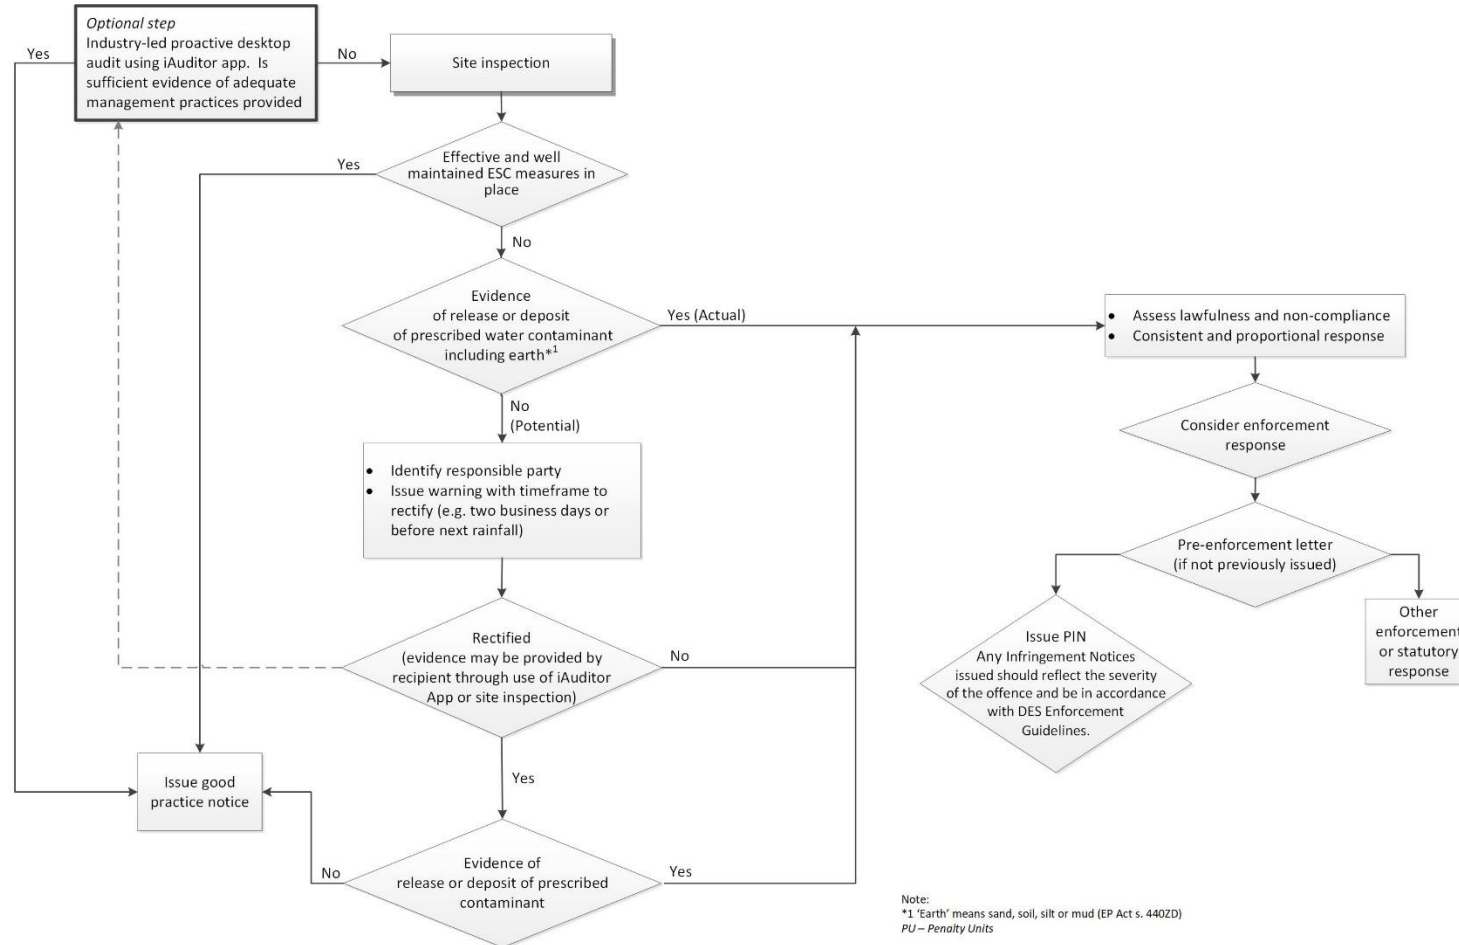 Optional step
Industry-led proactive desktop
audit using iAuditor app. Is
sufficient evidence of adequate
management practices provided
Yes
No
Site inspection
Effective and well
maintained ESC measures in
place
Yes
No
Evidence
of release or deposit
of prescribed water contaminant
including earth*1
Yes (Actual)
No
(Potential)
• Assess lawfulness and non-compliance
• Consistent and proportional response
Consider enforcement
response
Pre-enforcement letter
(if not previously issued)
Issue PIN
Any Infringement Notices
issued should reflect the severity
of the offence and be in accordance
with DES Enforcement
Guidelines.
Other
enforcement
or statutory
response
• Identify responsible party
• Issue warning with timeframe to
rectify (e.g. two business days or
before next rainfall)
Rectified
(evidence may be provided by
recipient through use of iAuditor
App or site inspection)
No
Yes
Issue good
practice notice
Evidence of
release or deposit of prescribed
contaminant
No
Yes
Note:
*1 ‘Earth’ means sand, soil, silt or mud (EP Act s. 440ZD)
PU – Penalty Units